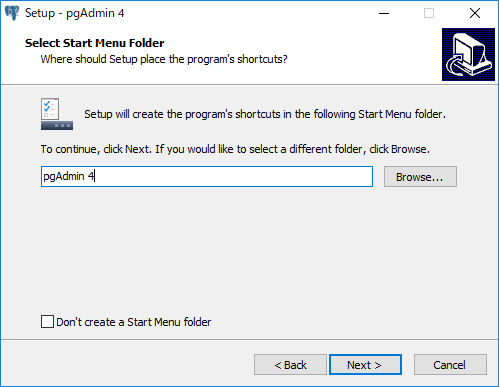 Setup - pgAdmin 4
Select Start Menu Folder
Where should Setup place the program's shortcuts?
Setup will create the program's shortcuts in the following Start Menu folder.
To continue, click Next. If you would like to select a different folder, click Browse.
pgAdmin 4
Browse...
Don't create a Start Menu folder
< Back
Next >
Cancel